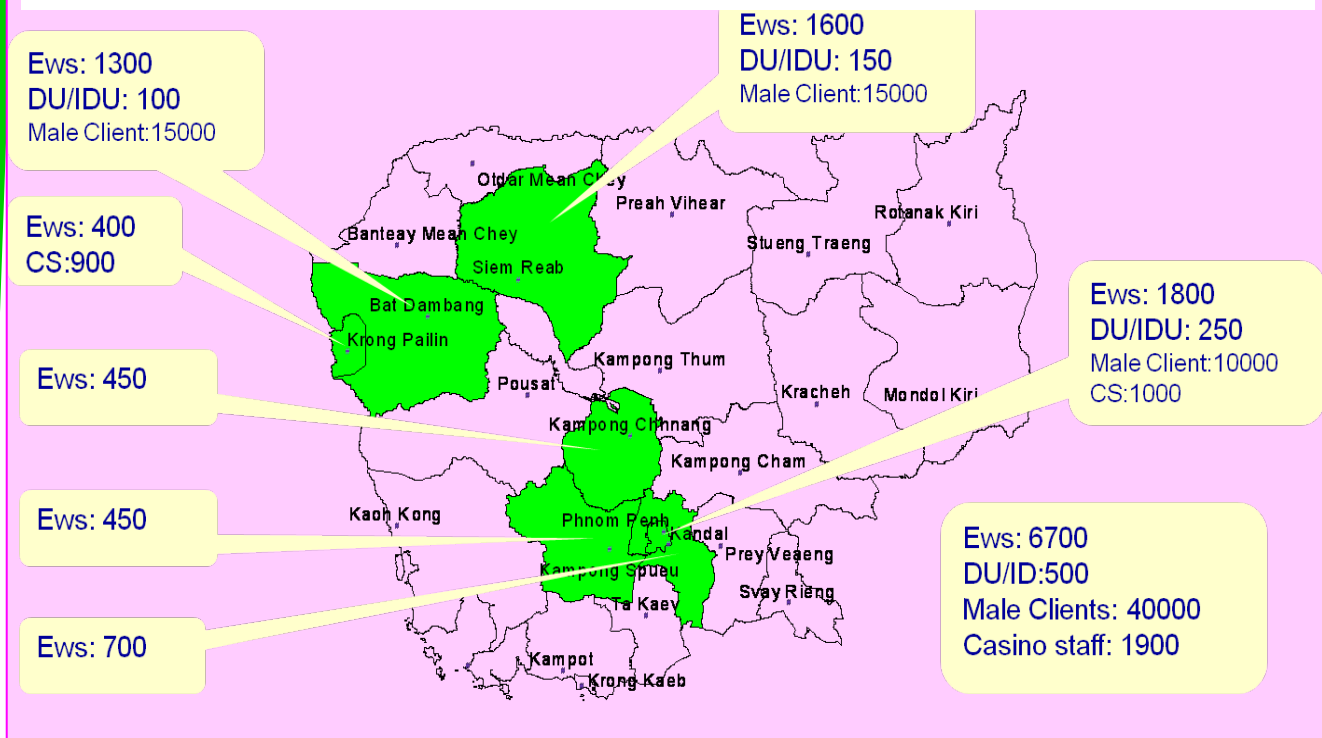 Ews: 1600
DU/IDU: 150
Male Client:15000
Ews: 1300
DU/IDU: 100
Male Client:15000
Ews: 400
CS:900
Ews: 450
Ews: 450
Ews: 700
Ews: 1800
DU/IDU: 250
Male Client:10000
CS:1000
Ews: 6700
DU/ID:500
Male Clients: 40000
Casino staff: 1900
Otdar Mean Chey
Preah Vihear
Rotanak Kiri
Banteay Mean Chey
Stueng Traeng
Siem Reab
Bat Dambang
Krong Pailin
Kampong Thum
Pousat
Kracheh
Mondol Kiri
Kampong Chhnang
Kampong Cham
Kaoh Kong
Phnom Penh
Kandal
Prey Veaeng
Kampong Spueu
Svay Rieng
Ta Kaev
Kampot
Krong Kaeb